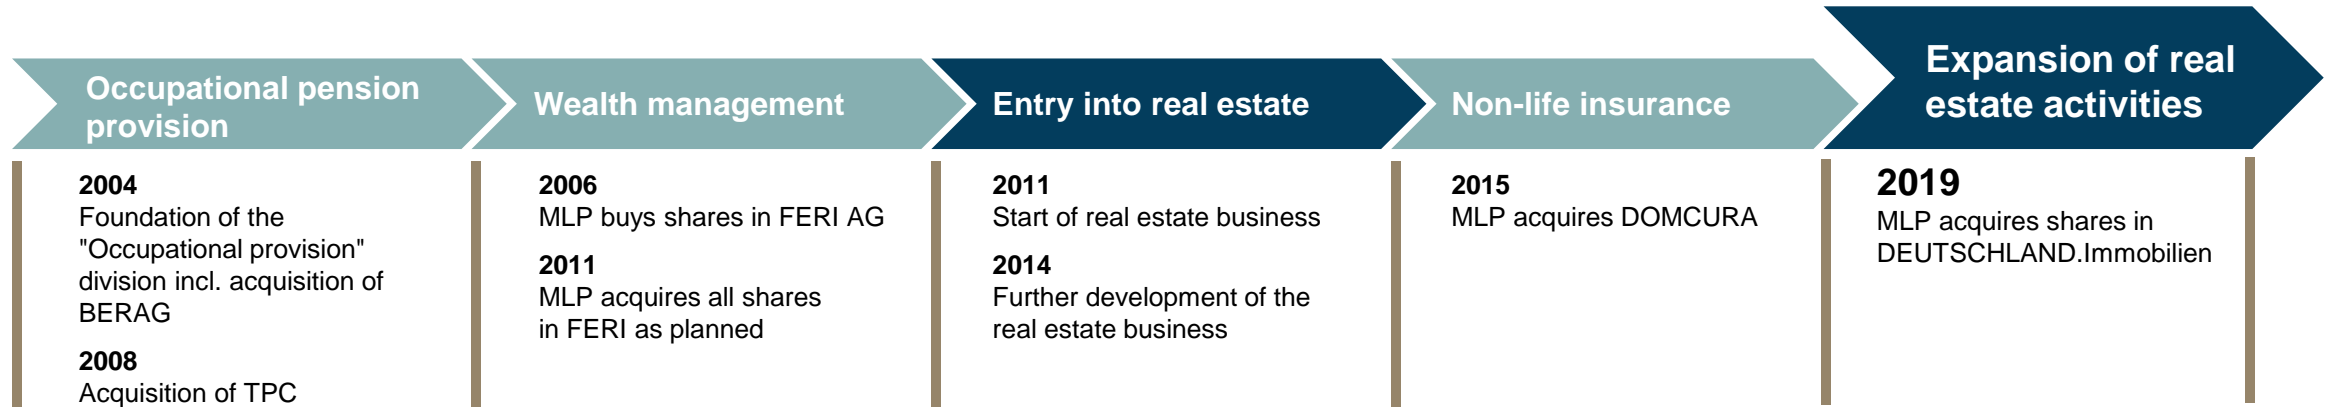 Occupational pension
provision
2004
Foundation of the
"Occupational provision"
division incl. acquisition of
BERAG
2008
Acquisition of TPC
Wealth management
2006
MLP buys shares in FERI AG
2011
MLP acquires all shares
in FERI as planned
Entry into real estate
2011
Start of real estate business
2014
Further development of the
real estate business
Non-life insurance
2015
MLP acquires DOMCURA
Expansion of real
estate activities
2019
MLP acquires shares in
DEUTSCHLAND.Immobilien